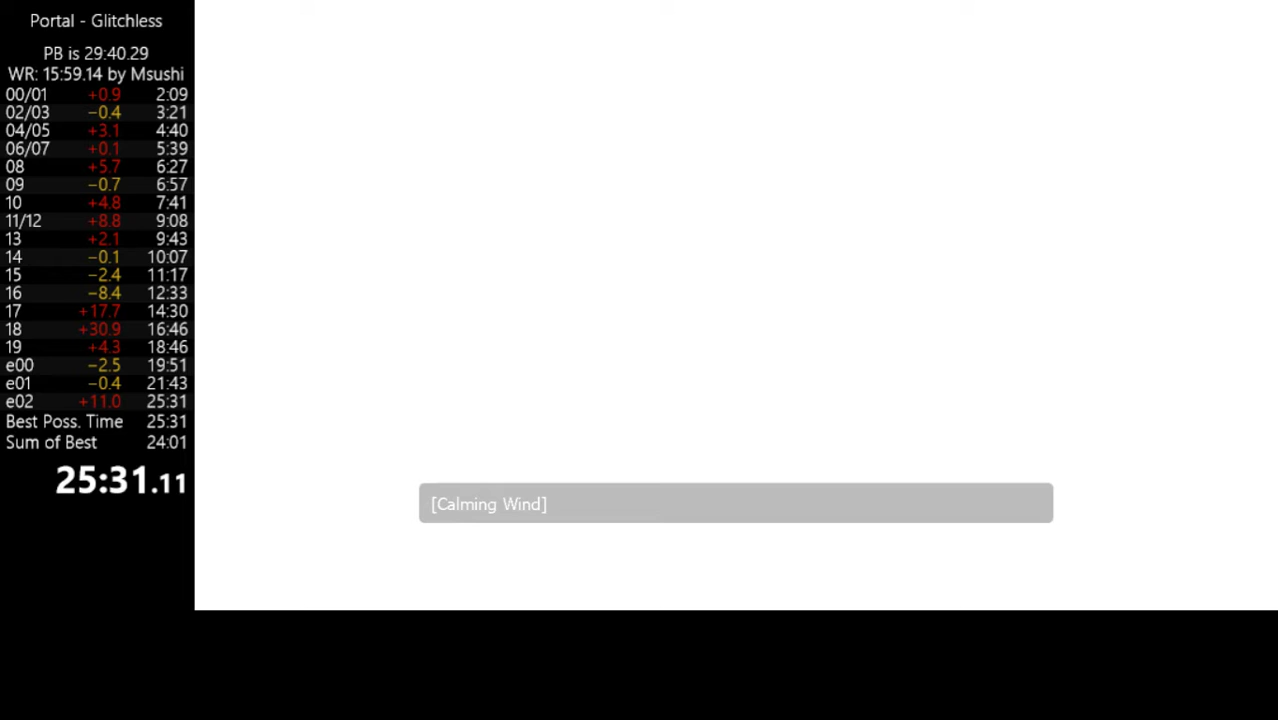 Portal - Glitchless
PB is 29:40.29
WR: 15:59.14 by Msushi
00/01 +0.9 2:09
02/03 −0.4 3:21
04/05 +3.1 4:40
06/07 +0.1 5:39
08 +5.7 6:27
09 −0.7 6:57
10 +4.8 7:41
11/12 +8.8 9:08
13 +2.1 9:43
14 −0.1 10:07
15 −2.4 11:17
16 −8.4 12:33
17 +17.7 14:30
18 +30.9 16:46
19 +4.3 18:46
e00 −2.5 19:51
e01 −0.4 21:43
e02 +11.0 25:31
Best Poss. Time 25:31
Sum of Best 24:01
25:31.11
[Calming Wind]